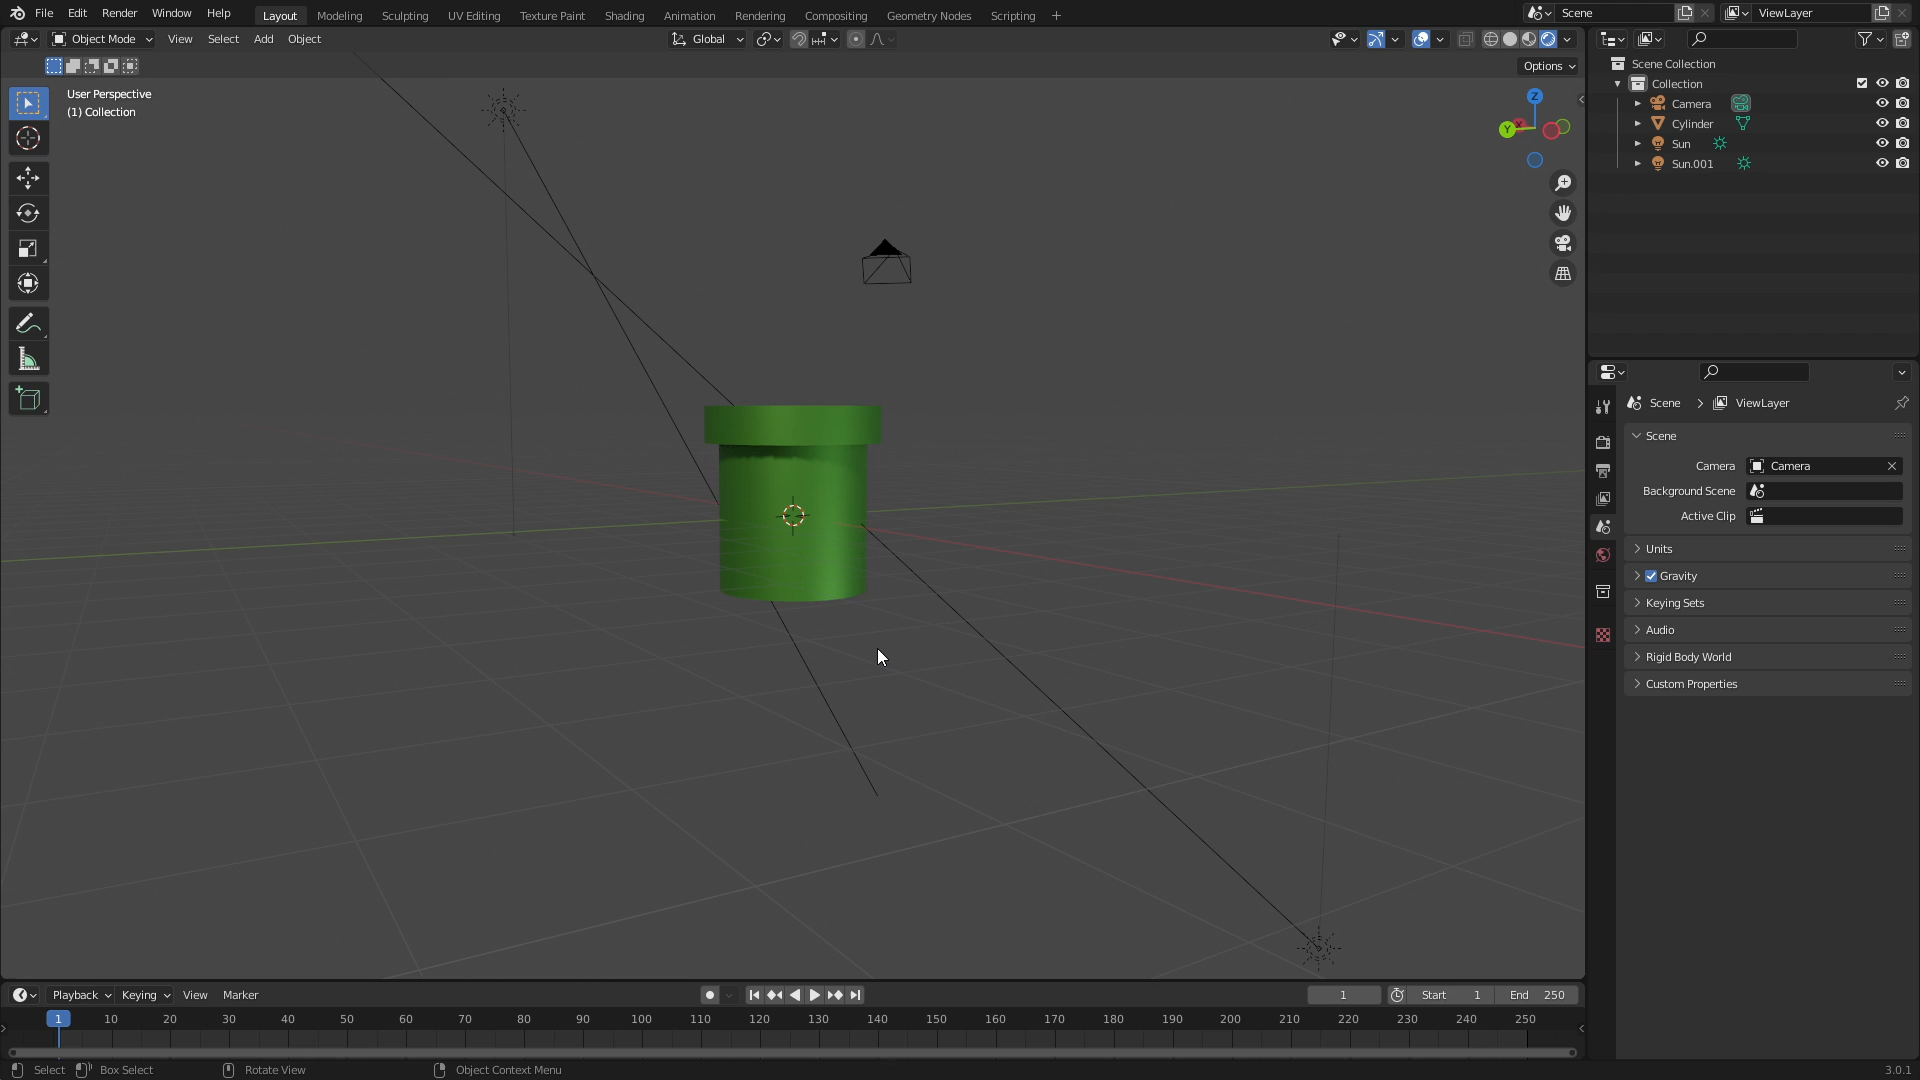 File Edit Render Window Help Layout Modeling Sculpting UV Editing Texture Paint Shading Animation Rendering Compositing Geometry Nodes Scripting + Scene ViewLayer
Object Mode View Select Add Object Global
Options
User Perspective
(1) Collection
Z
Y
X
Scene Collection
Collection
Camera
Cylinder
Sun
Sun.001
Scene > ViewLayer
Scene
Camera Camera
Background Scene
Active Clip
Units
Gravity
Keying Sets
Audio
Rigid Body World
Custom Properties
Playback Keying View Marker 1 Start 1 End 250
1 10 20 30 40 50 60 70 80 90 100 110 120 130 140 150 160 170 180 190 200 210 220 230 240 250
Select Box Select Rotate View Object Context Menu 3.0.1